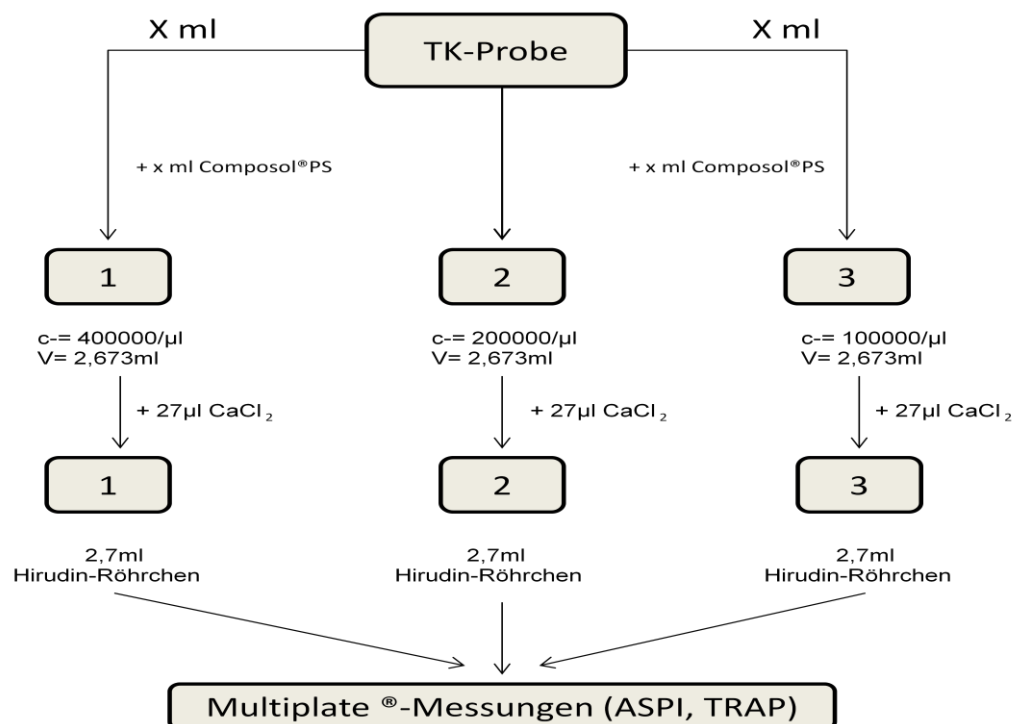 X ml
TK-Probe
X ml
+ x ml Composol®PS
+ x ml Composol®PS
1
2
3
c-= 400000/µl
V= 2,673ml
c-= 200000/µl
V= 2,673ml
c-= 100000/µl
V= 2,673ml
+ 27µl CaCl₂
+ 27µl CaCl₂
+ 27µl CaCl₂
1
2
3
2,7ml
Hirudin-Röhrchen
2,7ml
Hirudin-Röhrchen
2,7ml
Hirudin-Röhrchen
Multiplate ®-Messungen (ASPI, TRAP)